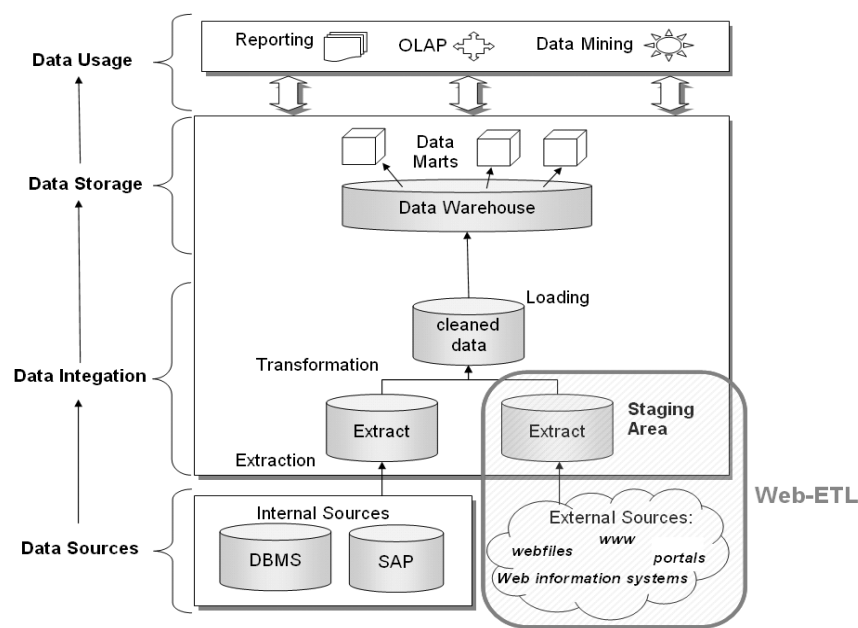 Data Usage
Reporting
OLAP
Data Mining
Data Storage
Data
Marts
Data Warehouse
Data Integation
Loading
cleaned
data
Transformation
Extract
Extract
Staging
Area
Extraction
Web-ETL
Data Sources
Internal Sources
DBMS
SAP
External Sources:
www
webfiles
portals
Web information systems